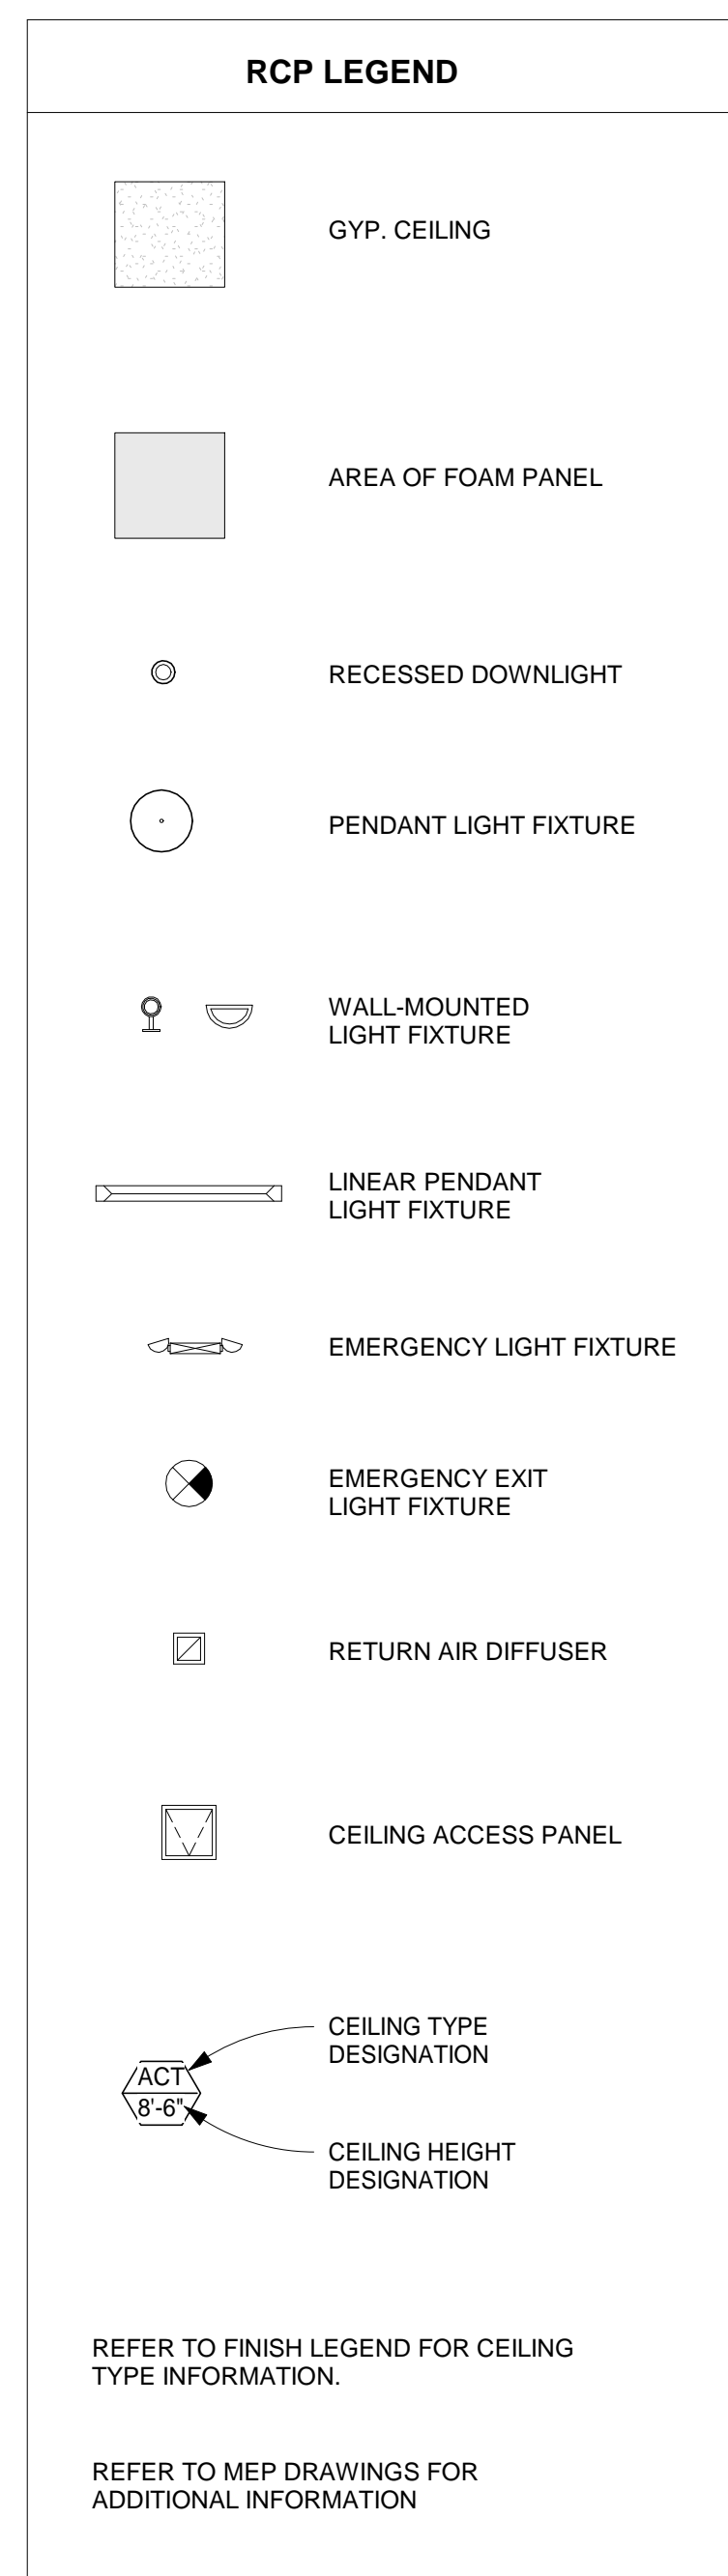 RCP LEGEND
GYP. CEILING
AREA OF FOAM PANEL
RECESSED DOWNLIGHT
PENDANT LIGHT FIXTURE
WALL-MOUNTED
LIGHT FIXTURE
LINEAR PENDANT
LIGHT FIXTURE
EMERGENCY LIGHT FIXTURE
EMERGENCY EXIT
LIGHT FIXTURE
RETURN AIR DIFFUSER
CEILING ACCESS PANEL
CEILING TYPE
DESIGNATION
ACT
8'-6"
CEILING HEIGHT
DESIGNATION
REFER TO FINISH LEGEND FOR CEILING
TYPE INFORMATION.
REFER TO MEP DRAWINGS FOR
ADDITIONAL INFORMATION